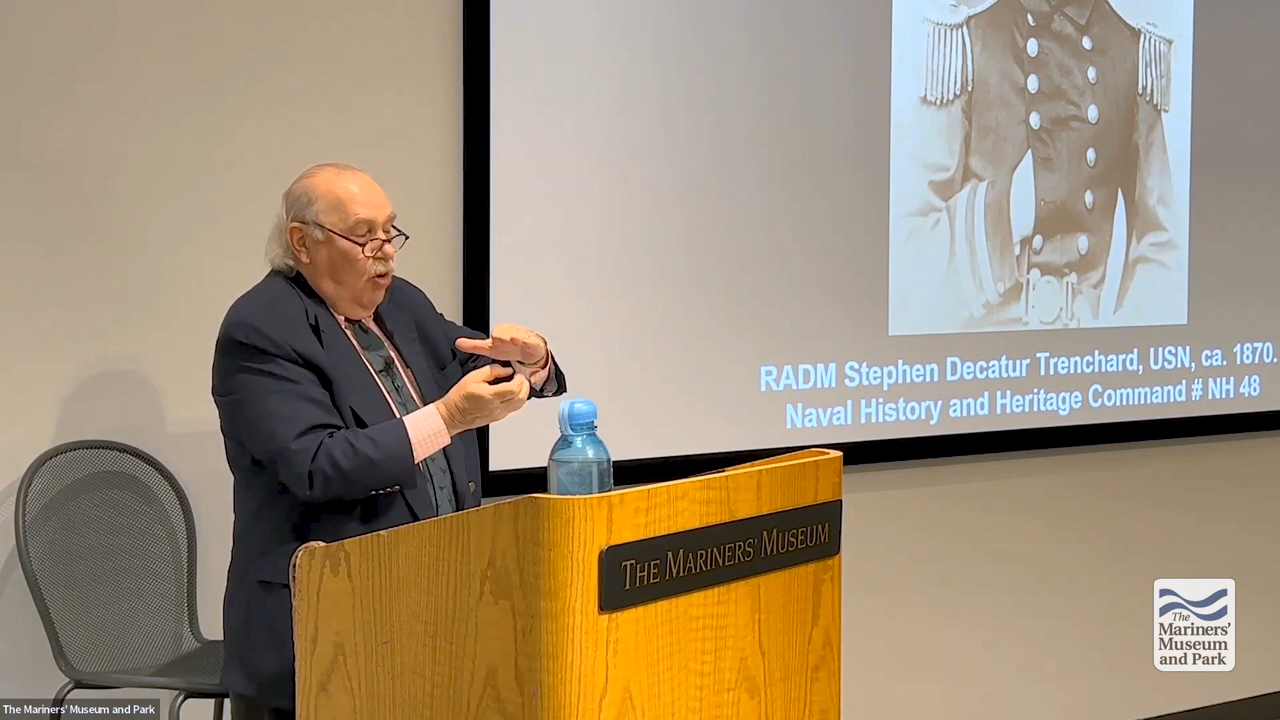 RADM Stephen Decatur Trenchard, USN, ca. 1870.
Naval History and Heritage Command # NH 48
THE MARINERS' MUSEUM
The
Mariners'
Museum
and Park
The Mariners' Museum and Park